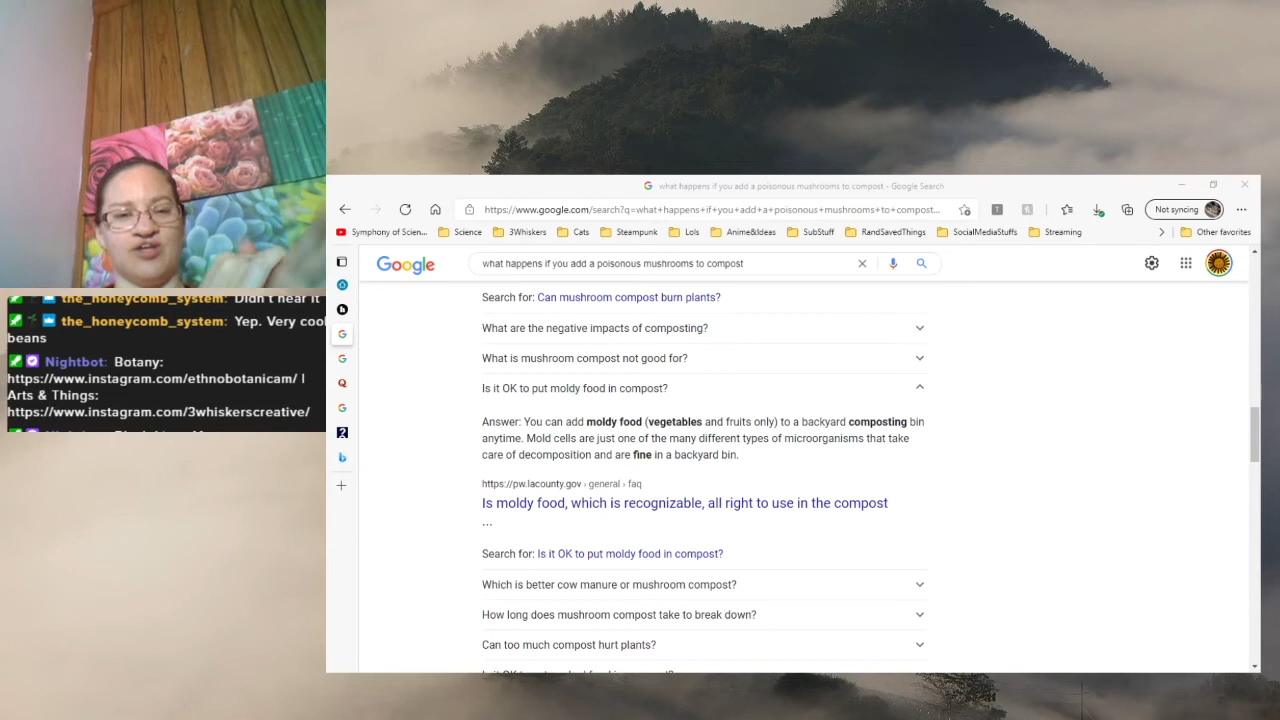 the_honeycomb_system: Didn't hear it
the_honeycomb_system: Yep. Very cool
beans
Nightbot: Botany:
https://www.instagram.com/ethnobotanicam/ |
Arts & Things:
https://www.instagram.com/3whiskerscreative/
what happens if you add a poisonous mushrooms to compost - Google Search
https://www.google.com/search?q=what+happens+if+you+add+a+poisonous+mushrooms+to+compost...
Not syncing
Symphony of Scien...
Science
3Whiskers
Cats
Steampunk
Lols
Anime&Ideas
SubStuff
RandSavedThings
SocialMediaStuffs
Streaming
Other favorites
Google
what happens if you add a poisonous mushrooms to compost
Search for: Can mushroom compost burn plants?
What are the negative impacts of composting?
What is mushroom compost not good for?
Is it OK to put moldy food in compost?
Answer: You can add moldy food (vegetables and fruits only) to a backyard composting bin
anytime. Mold cells are just one of the many different types of microorganisms that take
care of decomposition and are fine in a backyard bin.
https://pw.lacounty.gov › general › faq
Is moldy food, which is recognizable, all right to use in the compost
...
Search for: Is it OK to put moldy food in compost?
Which is better cow manure or mushroom compost?
How long does mushroom compost take to break down?
Can too much compost hurt plants?